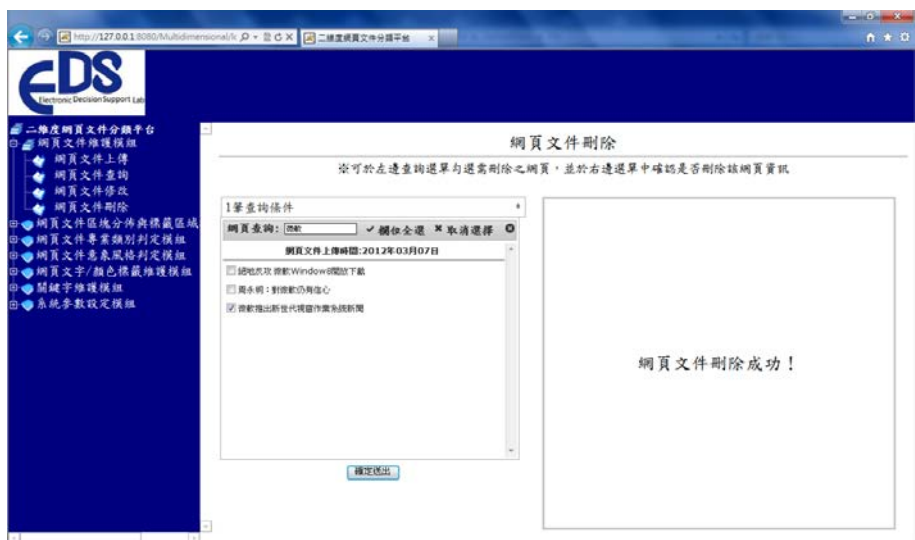 http://127.0.0.1:8080/Multidimensional/k
二維度網頁文件分類平台
EDS
Electronic Decision Support Lab
二維度網頁文件分類平台
網頁文件維護模組
網頁文件上傳
網頁文件查詢
網頁文件修改
網頁文件刪除
網頁文件區塊分佈與標籤區域
網頁文件專業類別判定模組
網頁文件意象風格判定模組
網頁文字/顏色標籤維護模組
關鍵字維護模組
系統參數設定模組
網頁文件刪除
※可於左邊查詢選單勾選需刪除之網頁,並於右邊選單中確認是否刪除該網頁資訊
1筆查詢條件
網頁查詢: 微軟 欄位全選 取消選擇
網頁文件上傳時間:2012年03月07日
絕地反攻 微軟Window8開放下載
周永明:對微軟仍有信心
微軟推出新世代視窗作業系統新聞
確定送出
網頁文件刪除成功!